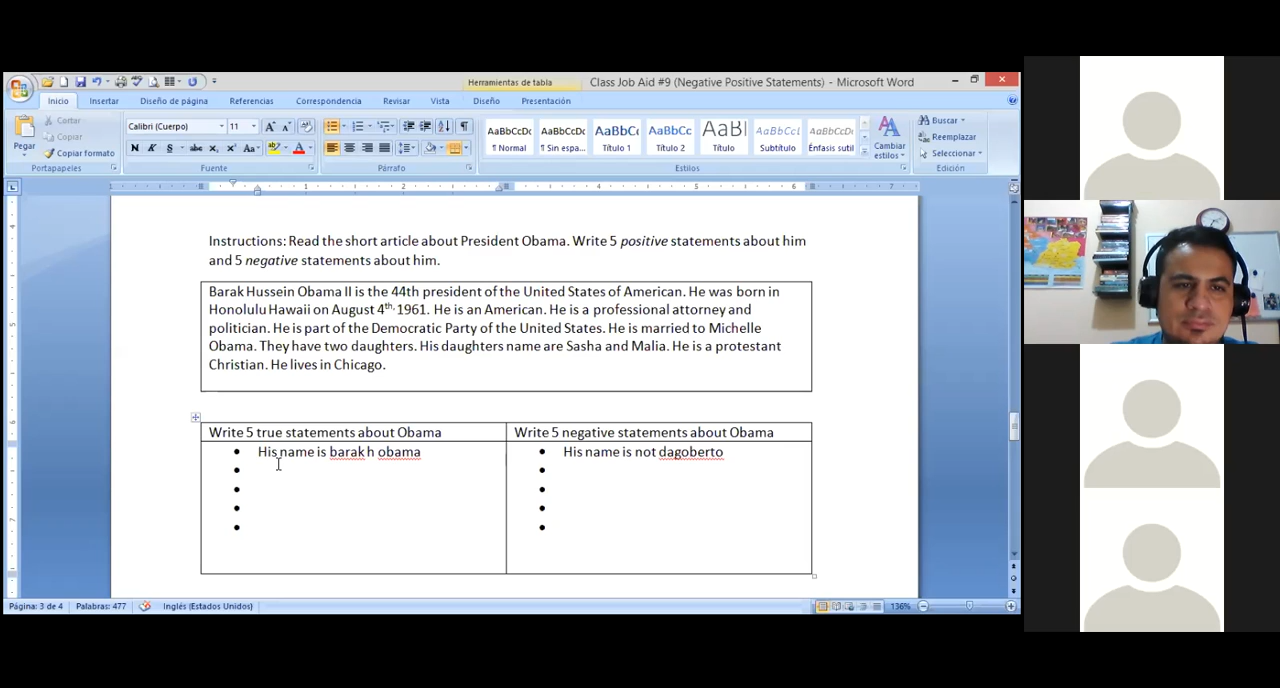 Herramientas de tabla
Class Job Aid #9 (Negative Positive Statements) - Microsoft Word
Inicio Insertar Diseño de página Referencias Correspondencia Revisar Vista Diseño Presentación
Pegar
Cortar
Copiar
Copiar formato
Portapapeles
Calibri (Cuerpo) 11
N K S abc x₂ x² Aa
Fuente
Párrafo
AaBbCcDc AaBbCcDc AaBbC AaBbCc AaBl AaBbCcL AaBbCcDc
¶ Normal ¶ Sin espa... Título 1 Título 2 Título Subtítulo Énfasis sutil
Cambiar estilos
Estilos
Buscar
Reemplazar
Seleccionar
Edición
Instructions: Read the short article about President Obama. Write 5 positive statements about him
and 5 negative statements about him.
Barak Hussein Obama II is the 44th president of the United States of American. He was born in
Honolulu Hawaii on August 4th, 1961. He is an American. He is a professional attorney and
politician. He is part of the Democratic Party of the United States. He is married to Michelle
Obama. They have two daughters. His daughters name are Sasha and Malia. He is a protestant
Christian. He lives in Chicago.
Write 5 true statements about Obama
• His name is barak h obama
Write 5 negative statements about Obama
• His name is not dagoberto
Página: 3 de 4 Palabras: 477 Inglés (Estados Unidos) 136%